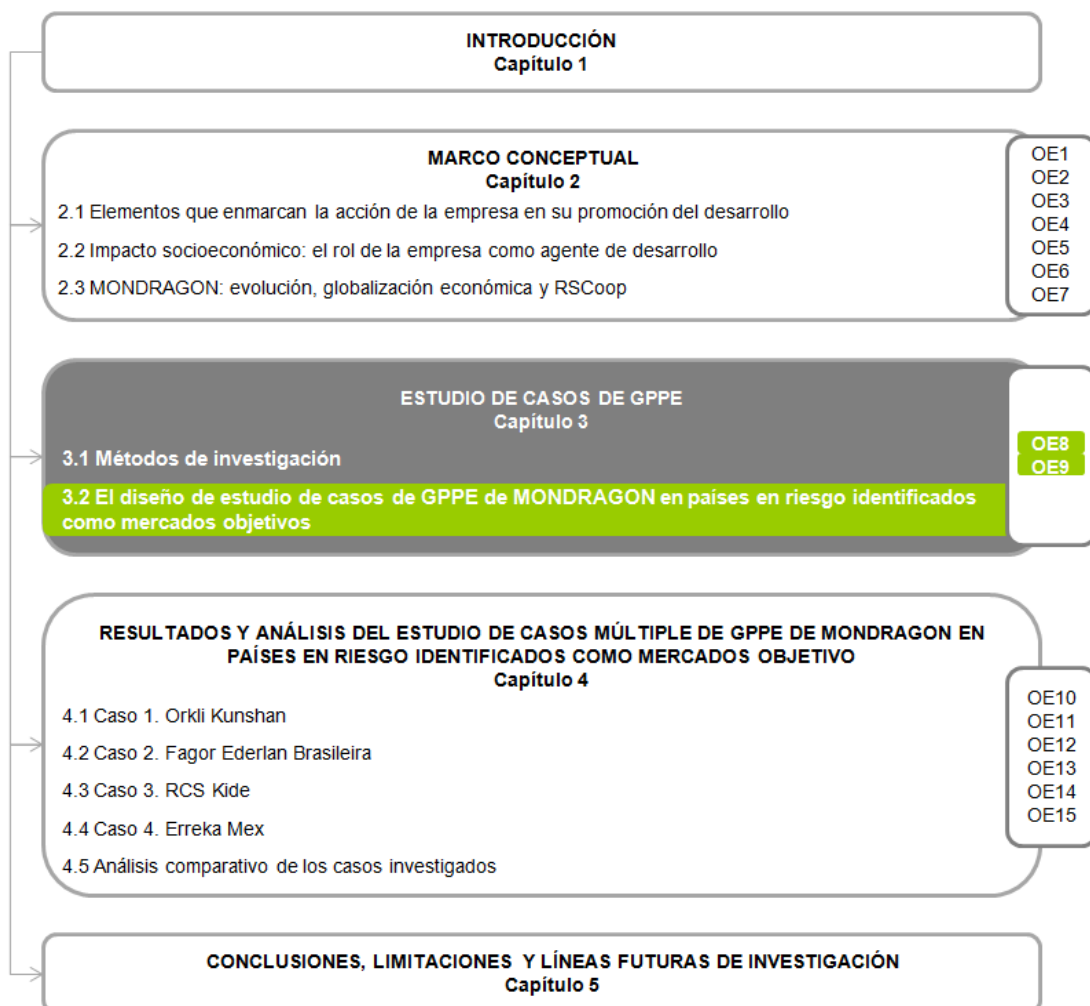 INTRODUCCIÓN
Capítulo 1
MARCO CONCEPTUAL
Capítulo 2
2.1 Elementos que enmarcan la acción de la empresa en su promoción del desarrollo
2.2 Impacto socioeconómico: el rol de la empresa como agente de desarrollo
2.3 MONDRAGON: evolución, globalización económica y RSCoop
OE1
OE2
OE3
OE4
OE5
OE6
OE7
ESTUDIO DE CASOS DE GPPE
Capítulo 3
3.1 Métodos de investigación
3.2 El diseño de estudio de casos de GPPE de MONDRAGON en países en riesgo identificados
como mercados objetivos
OE8
OE9
RESULTADOS Y ANÁLISIS DEL ESTUDIO DE CASOS MÚLTIPLE DE GPPE DE MONDRAGON EN
PAÍSES EN RIESGO IDENTIFICADOS COMO MERCADOS OBJETIVO
Capítulo 4
4.1 Caso 1. Orkli Kunshan
4.2 Caso 2. Fagor Ederlan Brasileira
4.3 Caso 3. RCS Kide
4.4 Caso 4. Erreka Mex
4.5 Análisis comparativo de los casos investigados
OE10
OE11
OE12
OE13
OE14
OE15
CONCLUSIONES, LIMITACIONES Y LÍNEAS FUTURAS DE INVESTIGACIÓN
Capítulo 5